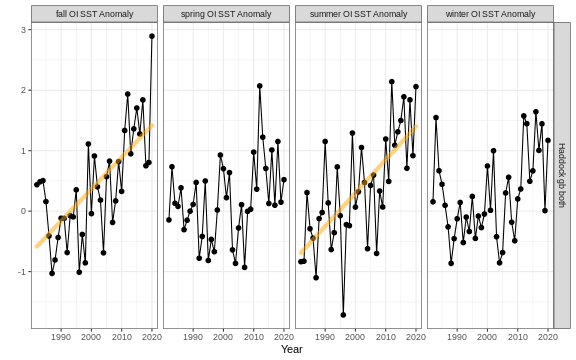 fall OI SST Anomaly
spring OI SST Anomaly
summer OI SST Anomaly
winter OI SST Anomaly
3
2
1
0
-1
Haddock gb both
1990 2000 2010 2020
1990 2000 2010 2020
1990 2000 2010 2020
1990 2000 2010 2020
Year